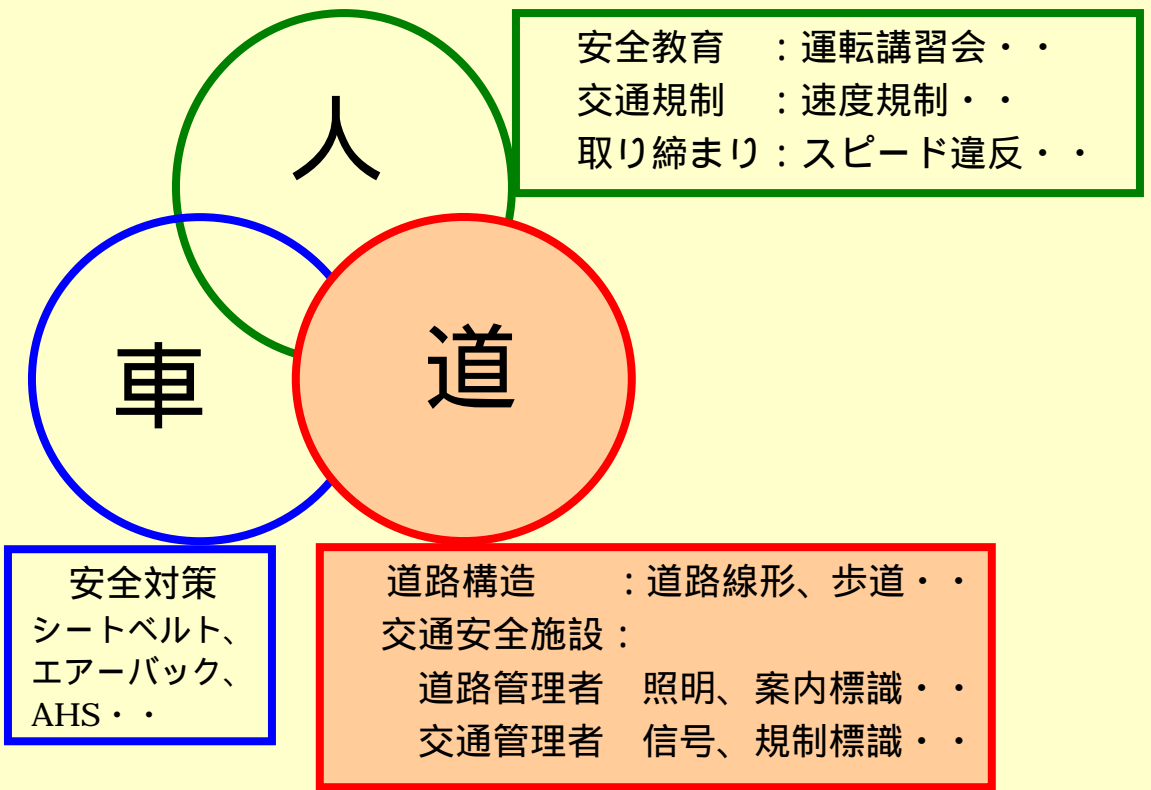 人
安全教育　：運転講習会・・
交通規制　：速度規制・・
取り締まり：スピード違反・・
車
道
安全対策
シートベルト、
エアーバック、
AHS・・
道路構造　　：道路線形、歩道・・
交通安全施設：
道路管理者　照明、案内標識・・
交通管理者　信号、規制標識・・